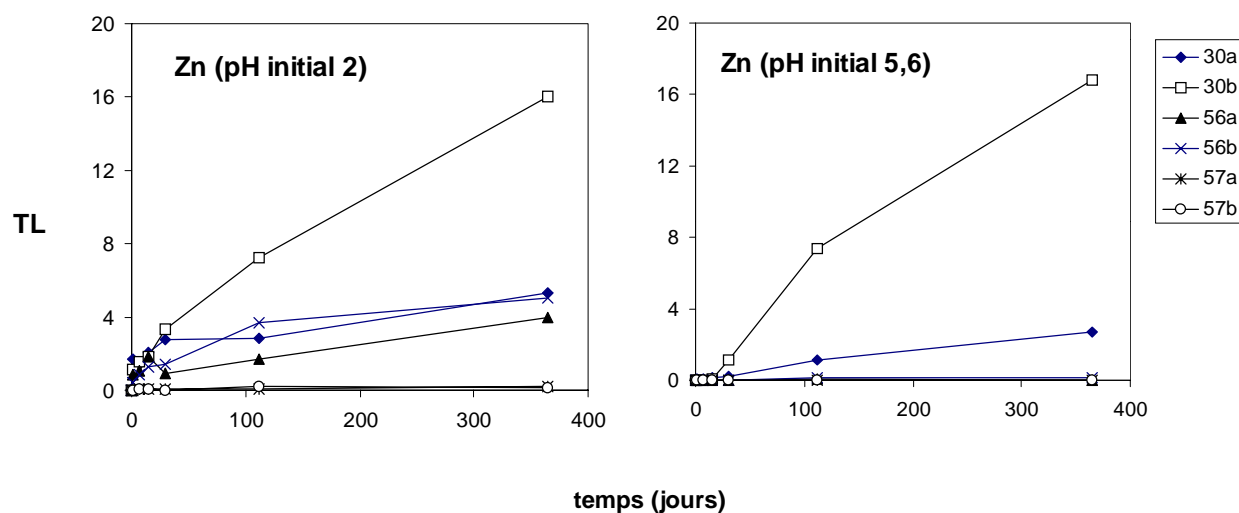 20
16
12
8
4
0
0 100 200 300 400
Zn (pH initial 2)
TL
20
16
12
8
4
0
0 100 200 300 400
Zn (pH initial 5,6)
30a
30b
56a
56b
57a
57b
temps (jours)